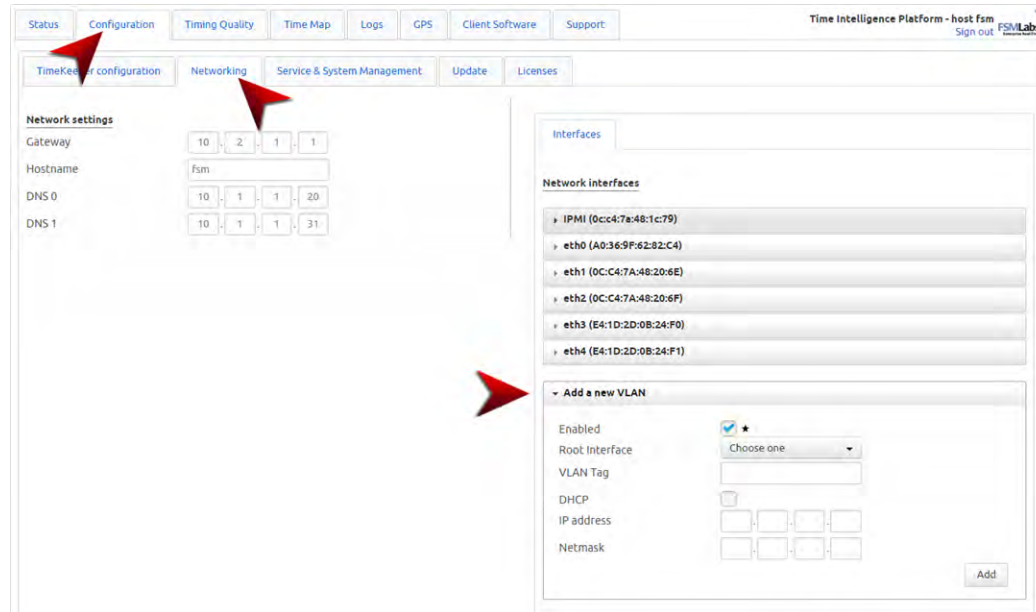 Status Configuration Timing Quality Time Map Logs GPS Client Software Support
Time Intelligence Platform - host fsm
Sign out
FSMLabs
configuration Networking Service & System Management Update Licenses
Network settings
Gateway 10 . 2 . 1 . 1
Hostname fsm
DNS 0 10 . 1 . 1 . 20
DNS 1 10 . 1 . 1 . 31
Interfaces
Network interfaces
IPMI (0c:c4:7a:48:1c:79)
eth0 (A0:36:9F:62:82:C4)
eth1 (0C:C4:7A:48:20:6E)
eth2 (0C:C4:7A:48:20:6F)
eth3 (E4:1D:2D:0B:24:F0)
eth4 (E4:1D:2D:0B:24:F1)
Add a new VLAN
Enabled
Root Interface Choose one
VLAN Tag
DHCP
IP address . . .
Netmask . . .
Add